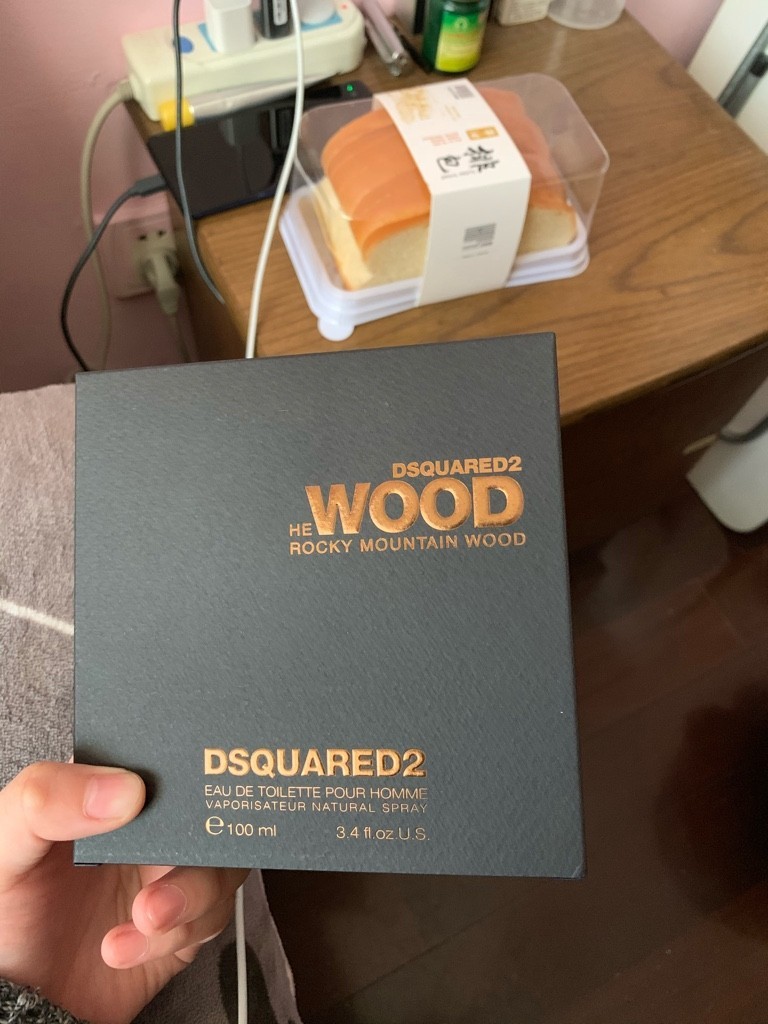 DSQUARED2
HE WOOD
ROCKY MOUNTAIN WOOD
DSQUARED2
EAU DE TOILETTE POUR HOMME
VAPORISATEUR NATURAL SPRAY
e 100 ml 3.4 fl.oz.U.S.